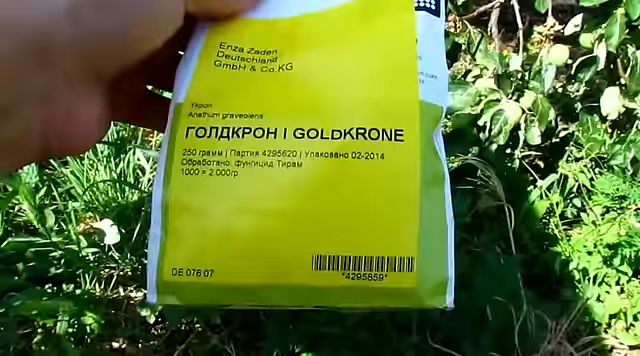 Enza Zaden
Deutschland
GmbH & Co.KG
Укроп
Anethum graveolens
ГОЛДКРОН I GOLDKRONE
250 грамм | Партия 4295620 | Упаковано 02-2014
Обработано: фунгицид Тирам
1000 = 2.000гр
DE 076 07
*4295859*